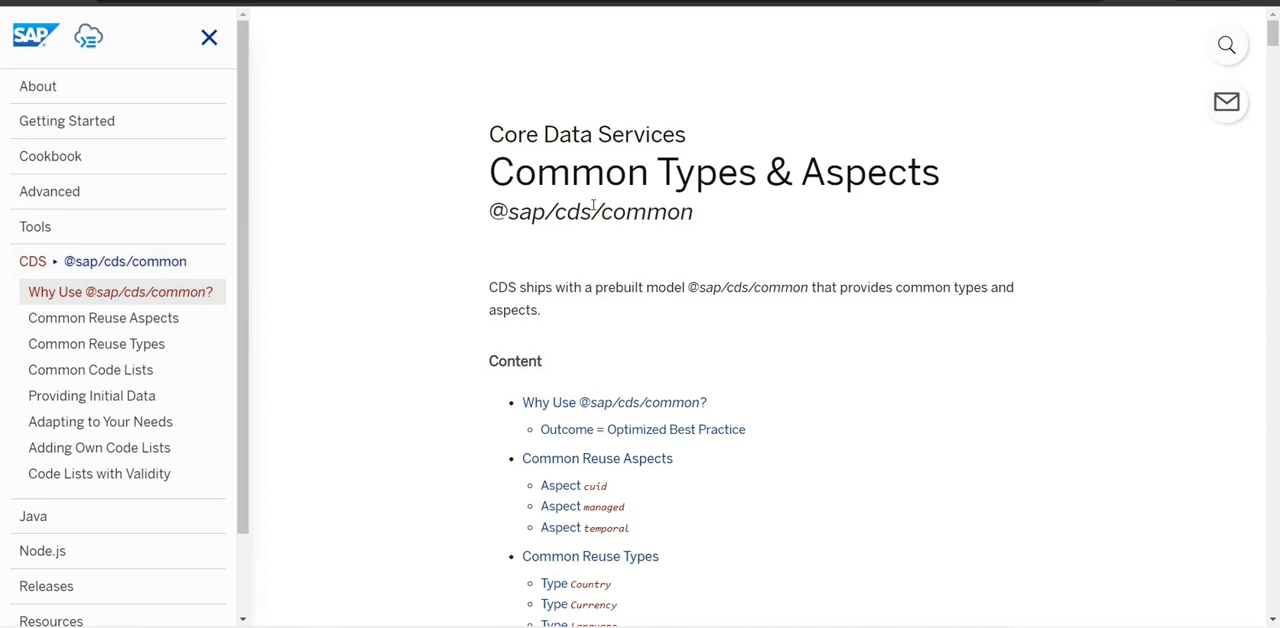 SAP
About
Getting Started
Cookbook
Advanced
Tools
CDS ▸ @sap/cds/common
Why Use @sap/cds/common?
Common Reuse Aspects
Common Reuse Types
Common Code Lists
Providing Initial Data
Adapting to Your Needs
Adding Own Code Lists
Code Lists with Validity
Java
Node.js
Releases
Resources
Core Data Services
Common Types & Aspects
@sap/cds/common
CDS ships with a prebuilt model @sap/cds/common that provides common types and
aspects.
Content
• Why Use @sap/cds/common?
◦ Outcome = Optimized Best Practice
• Common Reuse Aspects
◦ Aspect cuid
◦ Aspect managed
◦ Aspect temporal
• Common Reuse Types
◦ Type Country
◦ Type Currency
◦ Type Language